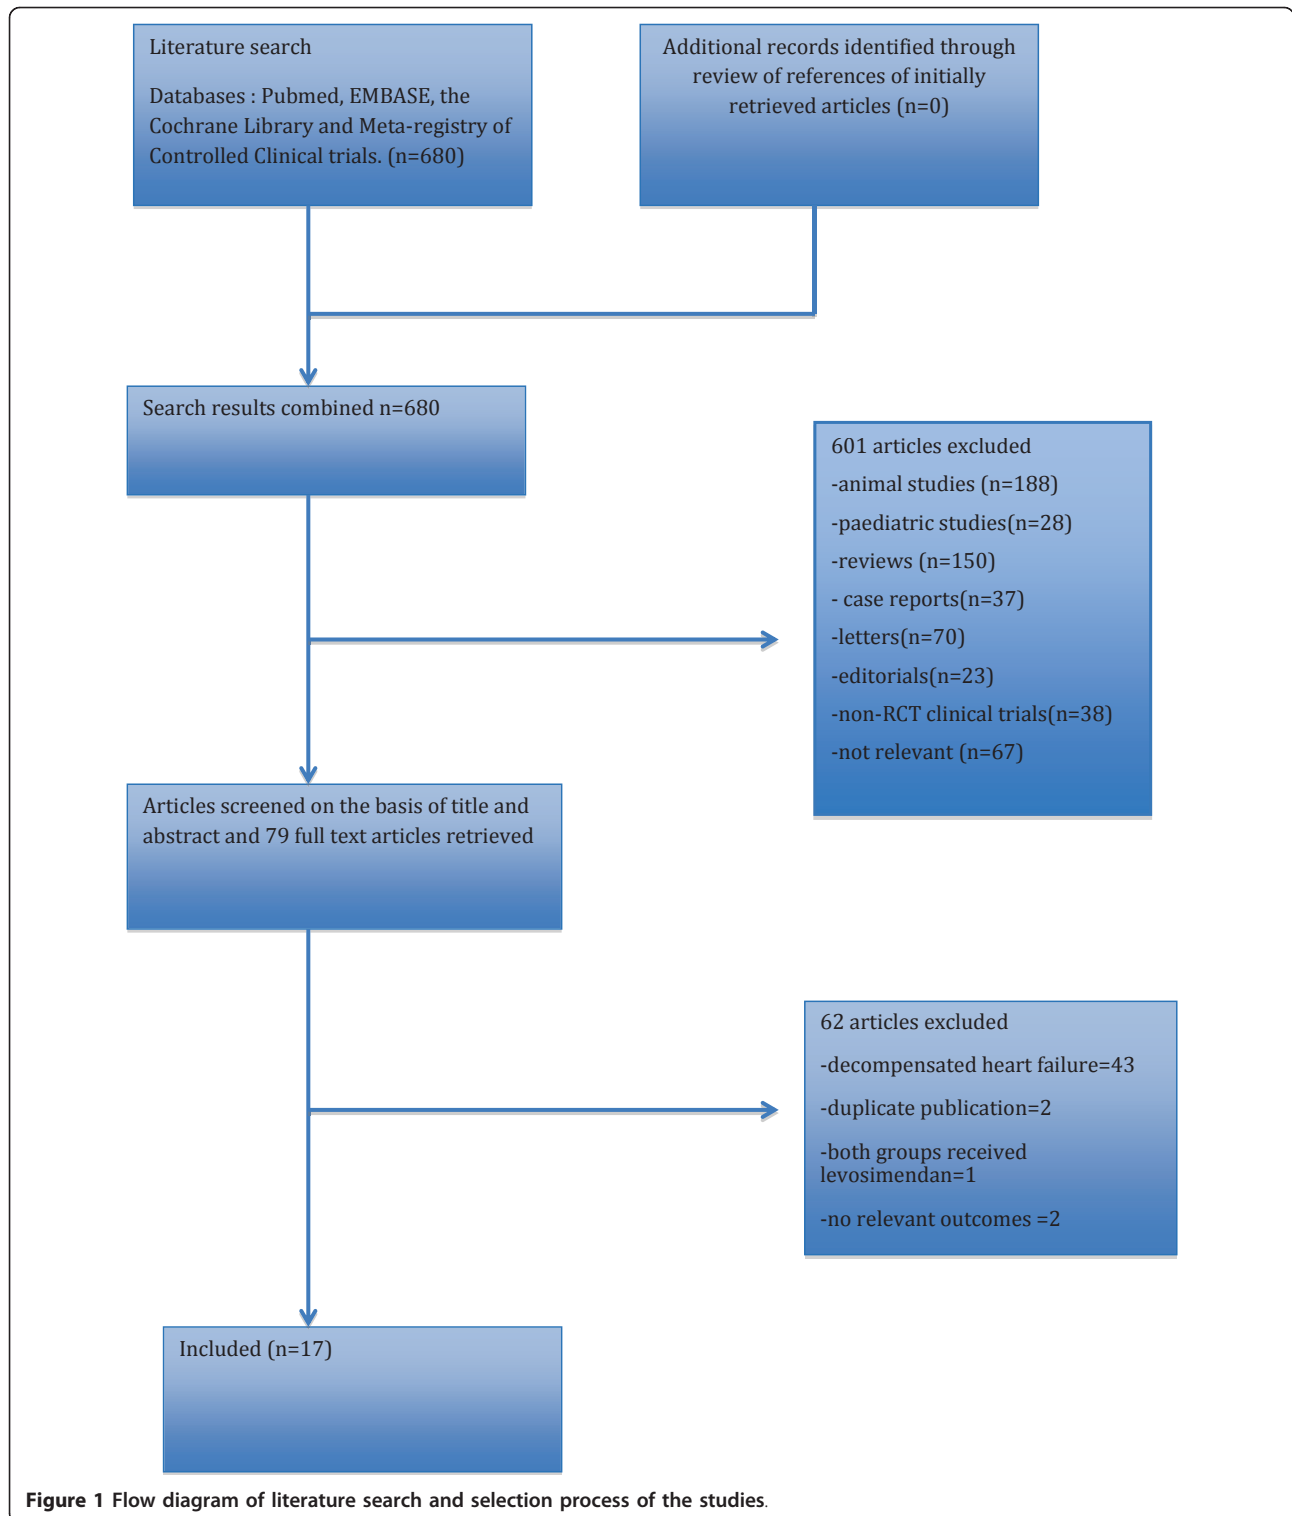 Literature search
Databases : Pubmed, EMBASE, the
Cochrane Library and Meta-registry of
Controlled Clinical trials. (n=680)
Additional records identified through
review of references of initially
retrieved articles (n=0)
Search results combined n=680
601 articles excluded
-animal studies (n=188)
-paediatric studies(n=28)
-reviews (n=150)
- case reports(n=37)
-letters(n=70)
-editorials(n=23)
-non-RCT clinical trials(n=38)
-not relevant (n=67)
Articles screened on the basis of title and
abstract and 79 full text articles retrieved
62 articles excluded
-decompensated heart failure=43
-duplicate publication=2
-both groups received
levosimendan=1
-no relevant outcomes =2
Included (n=17)
Figure 1 Flow diagram of literature search and selection process of the studies.